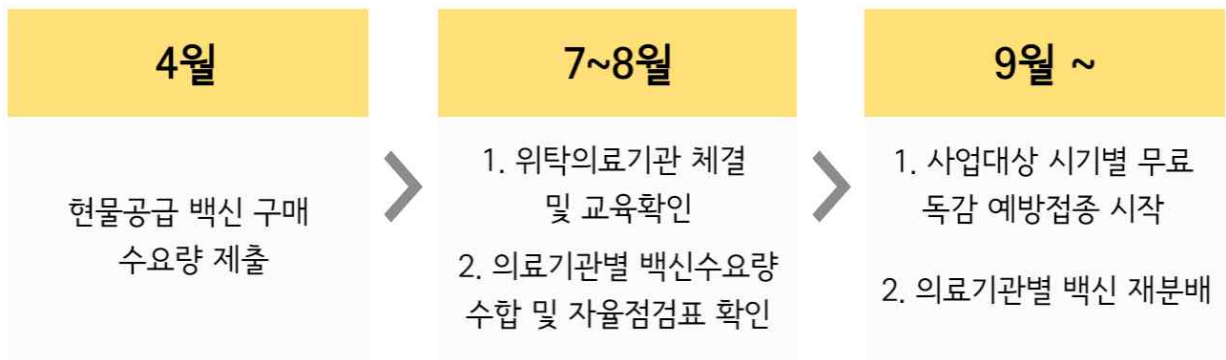 4월
현물공급 백신 구매
수요량 제출
7~8월
1. 위탁의료기관 체결
및 교육확인
2. 의료기관별 백신수요량
수합 및 자율점검표 확인
9월 ~
1. 사업대상 시기별 무료
독감 예방접종 시작
2. 의료기관별 백신 재분배